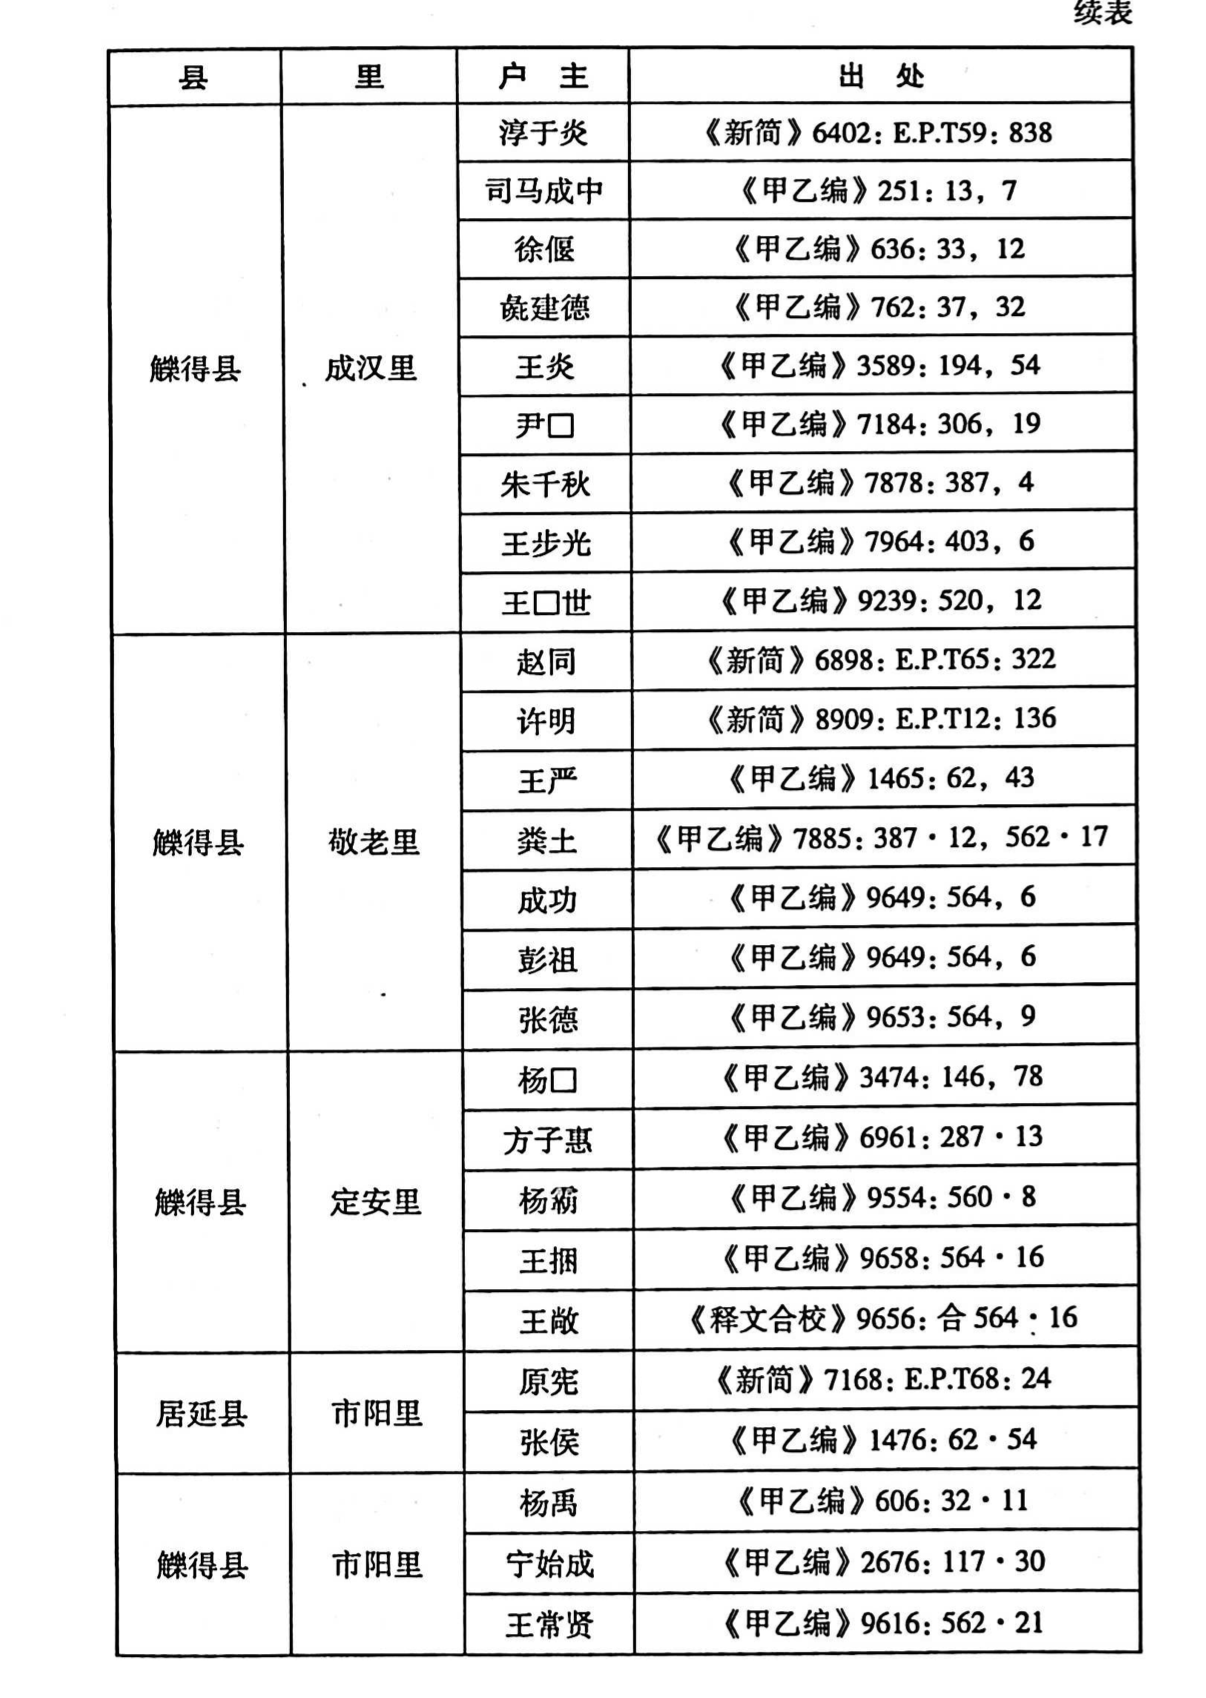 续表
县 里 户主 出处
觻得县 成汉里 淳于炎 《新简》6402：E.P.T59：838
司马成中 《甲乙编》251：13，7
徐偃 《甲乙编》636：33，12
毚建德 《甲乙编》762：37，32
王炎 《甲乙编》3589：194，54
尹□ 《甲乙编》7184：306，19
朱千秋 《甲乙编》7878：387，4
王步光 《甲乙编》7964：403，6
王□世 《甲乙编》9239：520，12
觻得县 敬老里 赵同 《新简》6898：E.P.T65：322
许明 《新简》8909：E.P.T12：136
王严 《甲乙编》1465：62，43
粪土 《甲乙编》7885：387·12，562·17
成功 《甲乙编》9649：564，6
彭祖 《甲乙编》9649：564，6
张德 《甲乙编》9653：564，9
觻得县 定安里 杨□ 《甲乙编》3474：146，78
方子惠 《甲乙编》6961：287·13
杨霸 《甲乙编》9554：560·8
王捆 《甲乙编》9658：564·16
王敞 《释文合校》9656：合564·16
居延县 市阳里 原宪 《新简》7168：E.P.T68：24
张侯 《甲乙编》1476：62·54
觻得县 市阳里 杨禹 《甲乙编》606：32·11
宁始成 《甲乙编》2676：117·30
王常贤 《甲乙编》9616：562·21